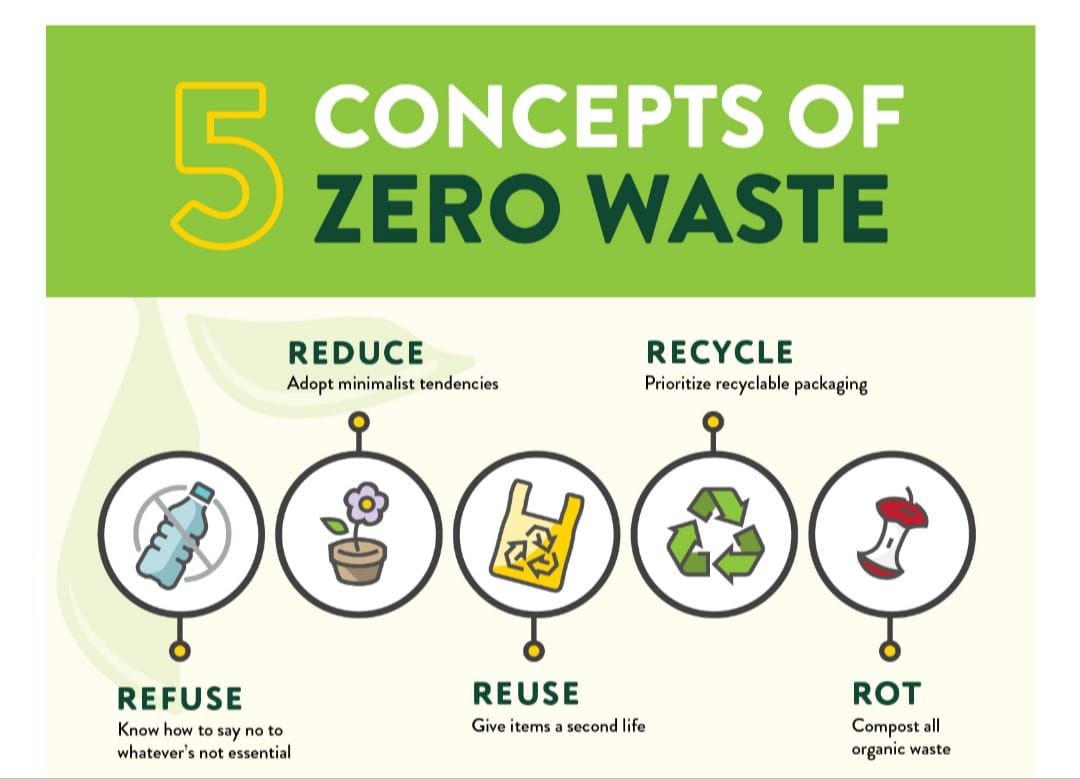 5 CONCEPTS OF
ZERO WASTE
REDUCE
Adopt minimalist tendencies
RECYCLE
Prioritize recyclable packaging
REFUSE
Know how to say no to
whatever's not essential
REUSE
Give items a second life
ROT
Compost all
organic waste